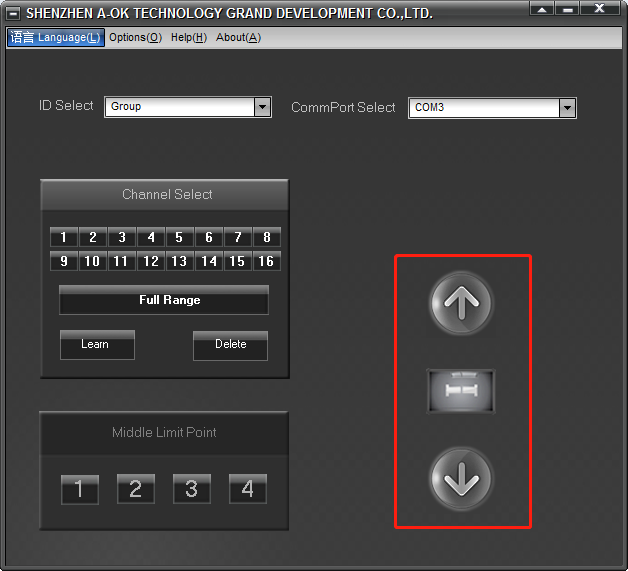 SHENZHEN A-OK TECHNOLOGY GRAND DEVELOPMENT CO.,LTD.
语言 Language(L) Options(O) Help(H) About(A)
ID Select Group CommPort Select COM3
Channel Select
1 2 3 4 5 6 7 8
9 10 11 12 13 14 15 16
Full Range
Learn Delete
Middle Limit Point
1 2 3 4